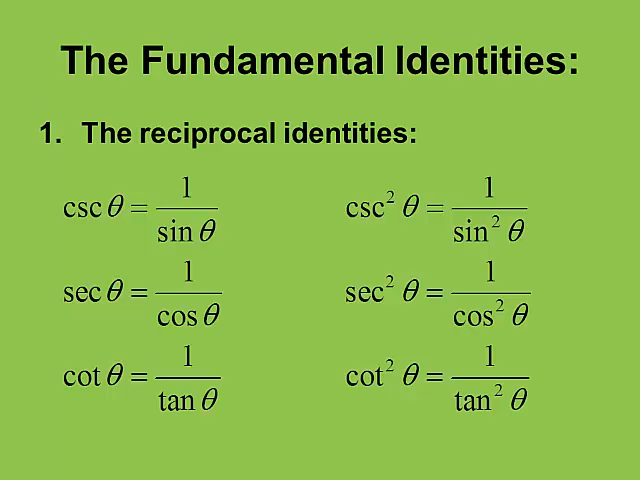 The Fundamental Identities:
1. The reciprocal identities:
csc θ = 1 / sin θ    csc² θ = 1 / sin² θ
sec θ = 1 / cos θ    sec² θ = 1 / cos² θ
cot θ = 1 / tan θ    cot² θ = 1 / tan² θ